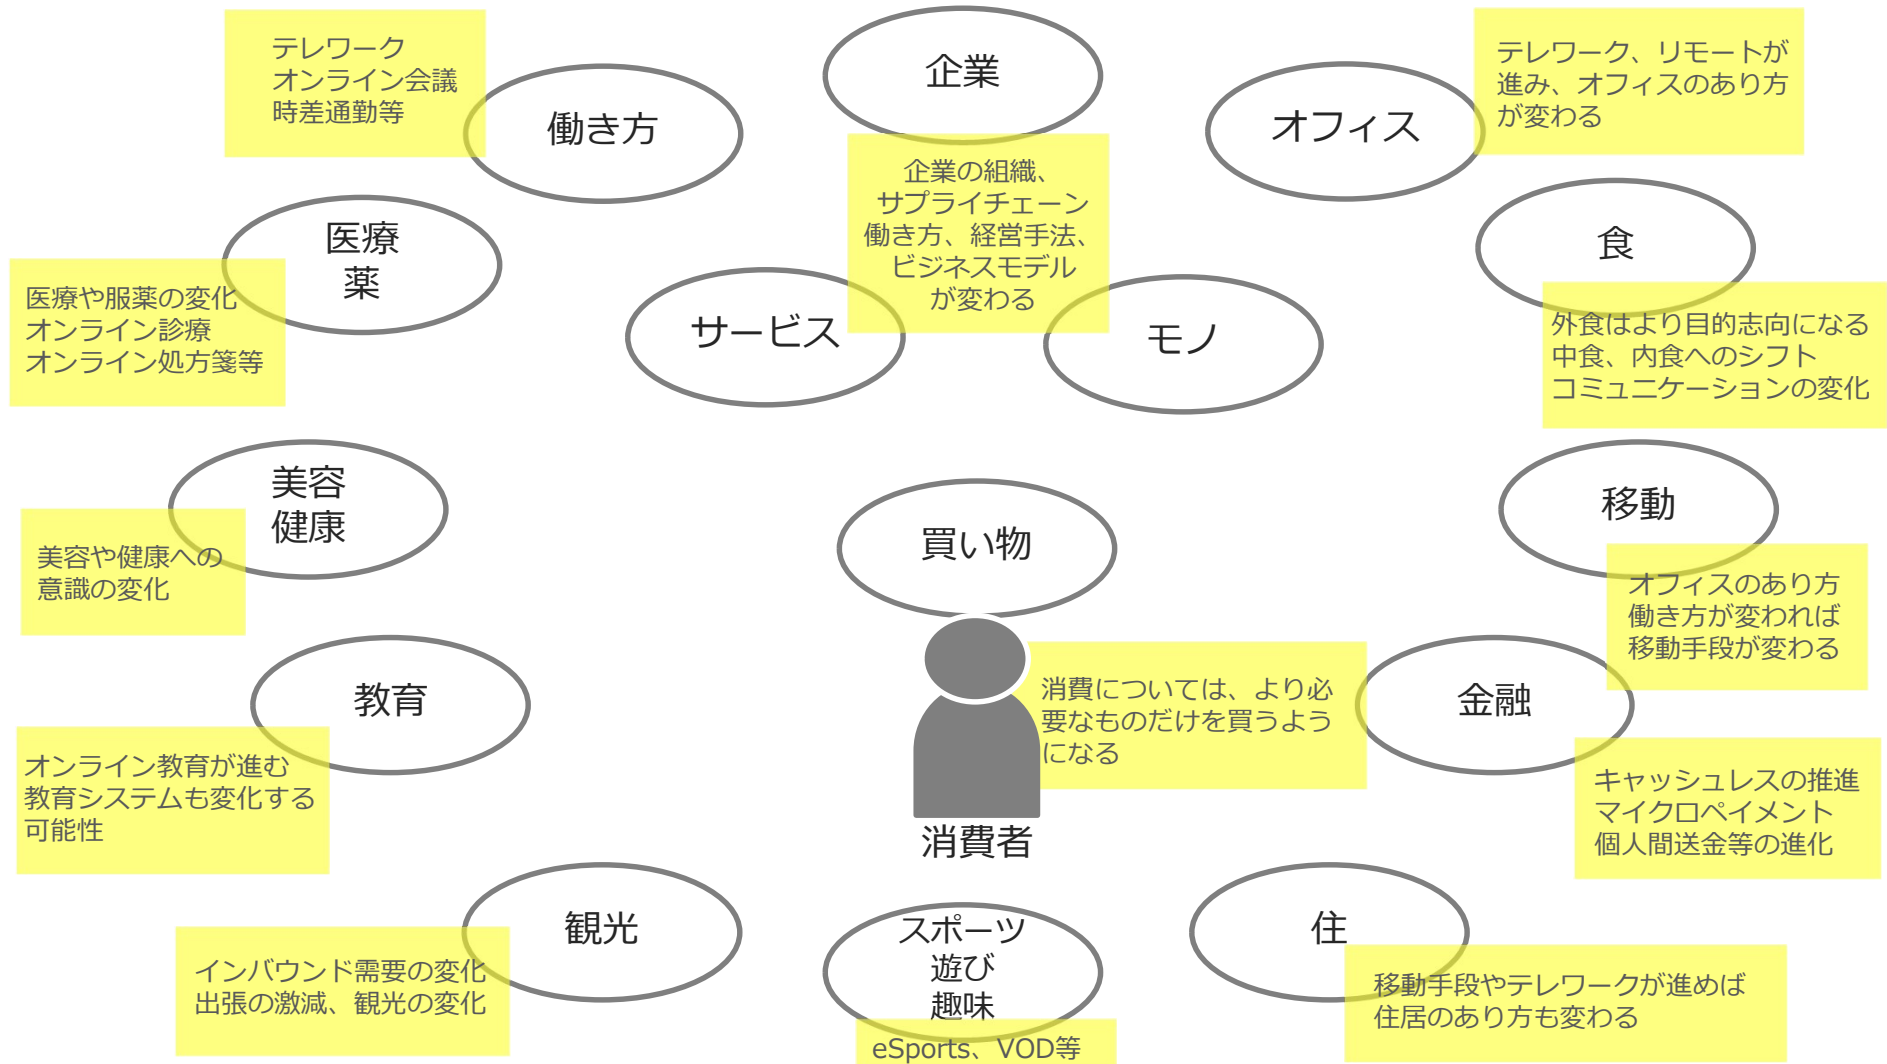 テレワーク
オンライン会議
時差通勤等
働き方
企業
オフィス
テレワーク、リモートが
進み、オフィスのあり方
が変わる
企業の組織、
サプライチェーン
働き方、経営手法、
ビジネスモデル
が変わる
医療
薬
医療や服薬の変化
オンライン診療
オンライン処方箋等
サービス
モノ
食
外食はより目的志向になる
中食、内食へのシフト
コミュニケーションの変化
美容
健康
美容や健康への
意識の変化
買い物
移動
オフィスのあり方
働き方が変われば
移動手段が変わる
教育
オンライン教育が進む
教育システムも変化する
可能性
消費については、より必
要なものだけを買うよう
になる
消費者
金融
キャッシュレスの推進
マイクロペイメント
個人間送金等の進化
観光
インバウンド需要の変化
出張の激減、観光の変化
スポーツ
遊び
趣味
eSports、VOD等
住
移動手段やテレワークが進めば
住居のあり方も変わる